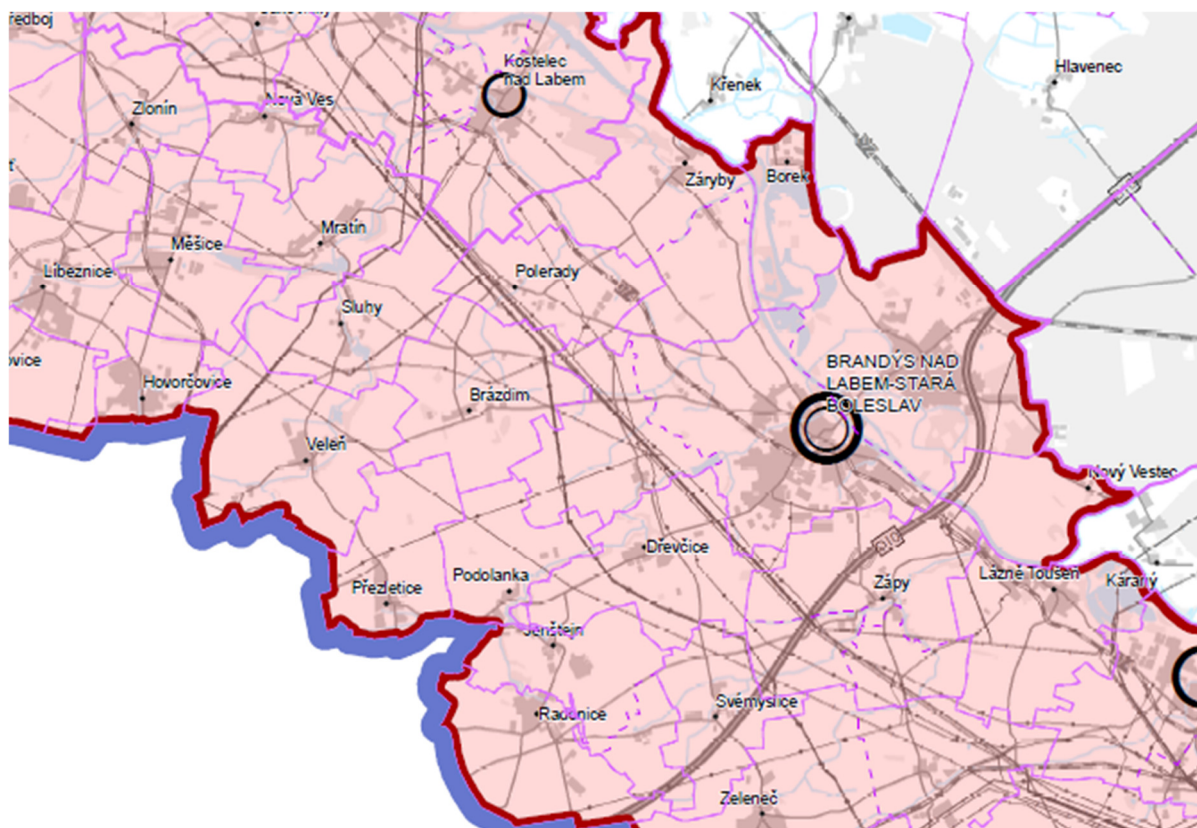 Kostelec
nad Labem
Křenek
Hlavenec
Zlonín
Nová Ves
Záryby
Borek
Mratín
Měšice
Líbeznice
Polerady
Sluhy
BRANDÝS NAD
LABEM-STARÁ
BOLESLAV
Hovorčovice
Brázdim
Veleň
Nový Vestec
Dřevčice
Podolanka
Zápy
Lázně Toušeň
Káraný
Přezletice
Jenštejn
Radonice
Svémyslice
Zeleneč